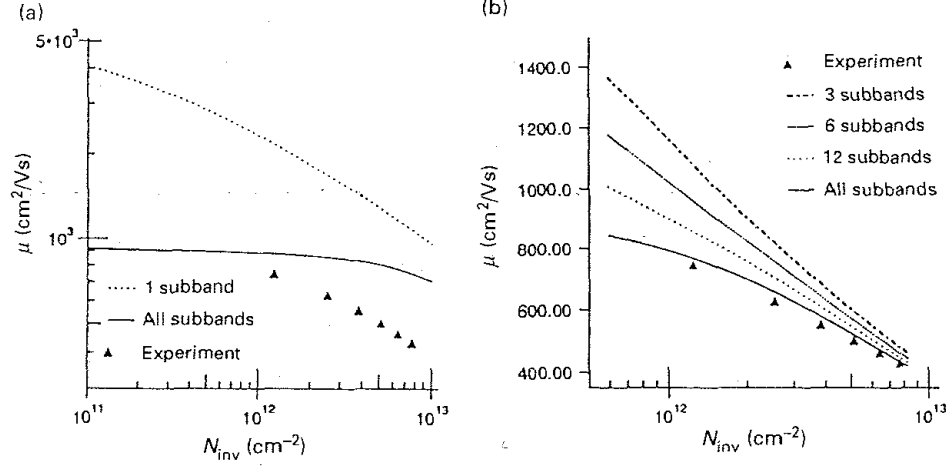 (a)
5•10³
10³
μ (cm²/Vs)
1 subband
All subbands
Experiment
10¹¹
10¹²
10¹³
N_inv (cm⁻²)
(b)
1400.0
1200.0
1000.0
800.00
600.00
400.00
μ (cm²/Vs)
Experiment
3 subbands
6 subbands
12 subbands
All subbands
10¹²
10¹³
N_inv (cm⁻²)